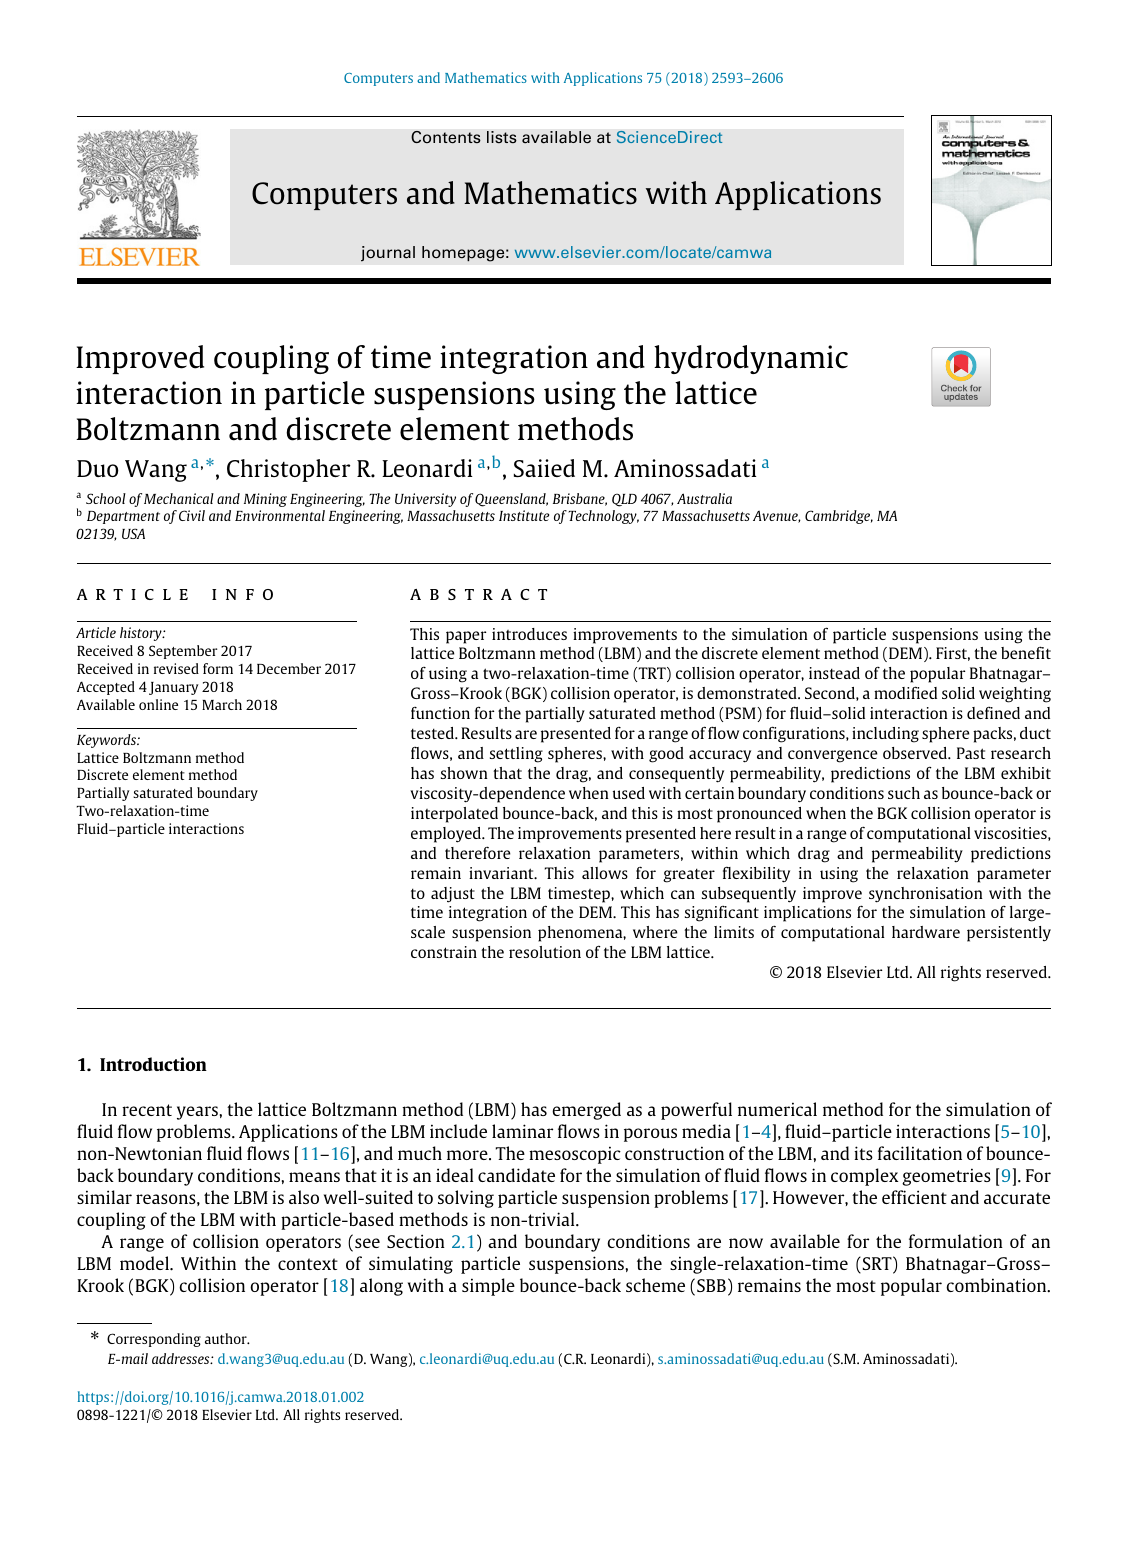 Computers and Mathematics with Applications 75 (2018) 2593–2606
Contents lists available at ScienceDirect
Computers and Mathematics with Applications
journal homepage: www.elsevier.com/locate/camwa
ELSEVIER
An International Journal
computers &
mathematics
with applications
Improved coupling of time integration and hydrodynamic
interaction in particle suspensions using the lattice
Boltzmann and discrete element methods
Check for
updates
Duo Wang a,*, Christopher R. Leonardi a,b, Saiied M. Aminossadati a
a School of Mechanical and Mining Engineering, The University of Queensland, Brisbane, QLD 4067, Australia
b Department of Civil and Environmental Engineering, Massachusetts Institute of Technology, 77 Massachusetts Avenue, Cambridge, MA
02139, USA
ARTICLE INFO
Article history:
Received 8 September 2017
Received in revised form 14 December 2017
Accepted 4 January 2018
Available online 15 March 2018
Keywords:
Lattice Boltzmann method
Discrete element method
Partially saturated boundary
Two-relaxation-time
Fluid–particle interactions
ABSTRACT
This paper introduces improvements to the simulation of particle suspensions using the
lattice Boltzmann method (LBM) and the discrete element method (DEM). First, the benefit
of using a two-relaxation-time (TRT) collision operator, instead of the popular Bhatnagar–
Gross–Krook (BGK) collision operator, is demonstrated. Second, a modified solid weighting
function for the partially saturated method (PSM) for fluid–solid interaction is defined and
tested. Results are presented for a range of flow configurations, including sphere packs, duct
flows, and settling spheres, with good accuracy and convergence observed. Past research
has shown that the drag, and consequently permeability, predictions of the LBM exhibit
viscosity-dependence when used with certain boundary conditions such as bounce-back or
interpolated bounce-back, and this is most pronounced when the BGK collision operator is
employed. The improvements presented here result in a range of computational viscosities,
and therefore relaxation parameters, within which drag and permeability predictions
remain invariant. This allows for greater flexibility in using the relaxation parameter
to adjust the LBM timestep, which can subsequently improve synchronisation with the
time integration of the DEM. This has significant implications for the simulation of large-
scale suspension phenomena, where the limits of computational hardware persistently
constrain the resolution of the LBM lattice.
© 2018 Elsevier Ltd. All rights reserved.
1. Introduction
In recent years, the lattice Boltzmann method (LBM) has emerged as a powerful numerical method for the simulation of
fluid flow problems. Applications of the LBM include laminar flows in porous media [1–4], fluid–particle interactions [5–10],
non-Newtonian fluid flows [11–16], and much more. The mesoscopic construction of the LBM, and its facilitation of bounce-
back boundary conditions, means that it is an ideal candidate for the simulation of fluid flows in complex geometries [9]. For
similar reasons, the LBM is also well-suited to solving particle suspension problems [17]. However, the efficient and accurate
coupling of the LBM with particle-based methods is non-trivial.
A range of collision operators (see Section 2.1) and boundary conditions are now available for the formulation of an
LBM model. Within the context of simulating particle suspensions, the single-relaxation-time (SRT) Bhatnagar–Gross–
Krook (BGK) collision operator [18] along with a simple bounce-back scheme (SBB) remains the most popular combination.
* Corresponding author.
E-mail addresses: d.wang3@uq.edu.au (D. Wang), c.leonardi@uq.edu.au (C.R. Leonardi), s.aminossadati@uq.edu.au (S.M. Aminossadati).
https://doi.org/10.1016/j.camwa.2018.01.002
0898-1221/© 2018 Elsevier Ltd. All rights reserved.